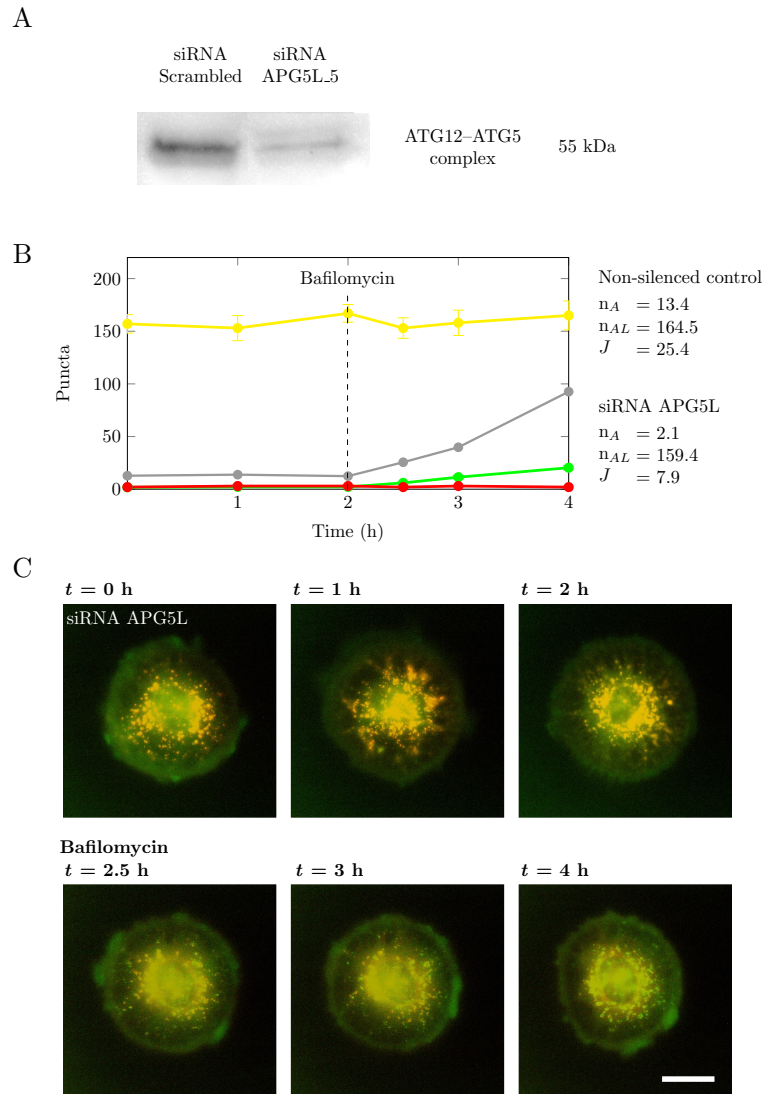 A
siRNA
Scrambled
siRNA
APG5L_5
ATG12–ATG5
complex
55 kDa
B
Bafilomycin
200
150
100
50
0
1
2
3
4
Puncta
Time (h)
Non-silenced control
n_A = 13.4
n_AL = 164.5
J = 25.4
siRNA APG5L
n_A = 2.1
n_AL = 159.4
J = 7.9
C
t = 0 h
t = 1 h
t = 2 h
siRNA APG5L
Bafilomycin
t = 2.5 h
t = 3 h
t = 4 h